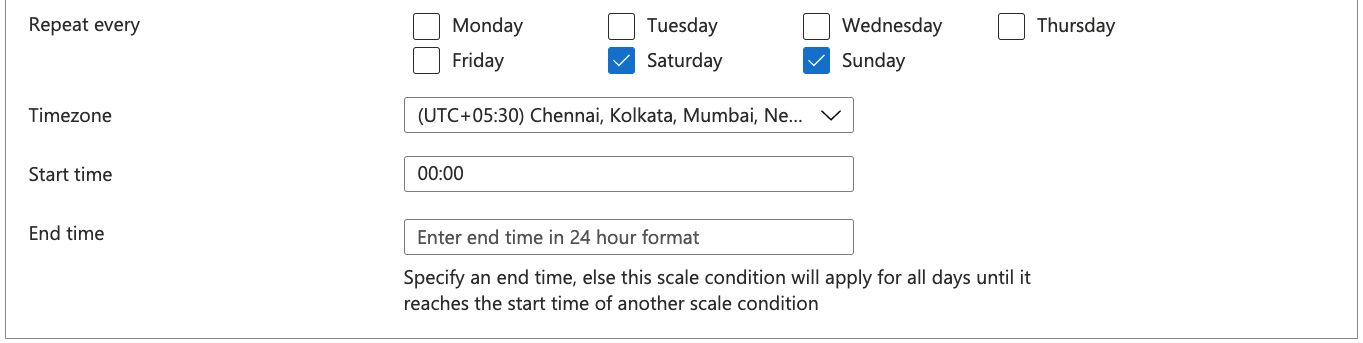 Repeat every
Monday Tuesday Wednesday Thursday
Friday Saturday Sunday
Timezone
(UTC+05:30) Chennai, Kolkata, Mumbai, Ne...
Start time
00:00
End time
Enter end time in 24 hour format
Specify an end time, else this scale condition will apply for all days until it
reaches the start time of another scale condition